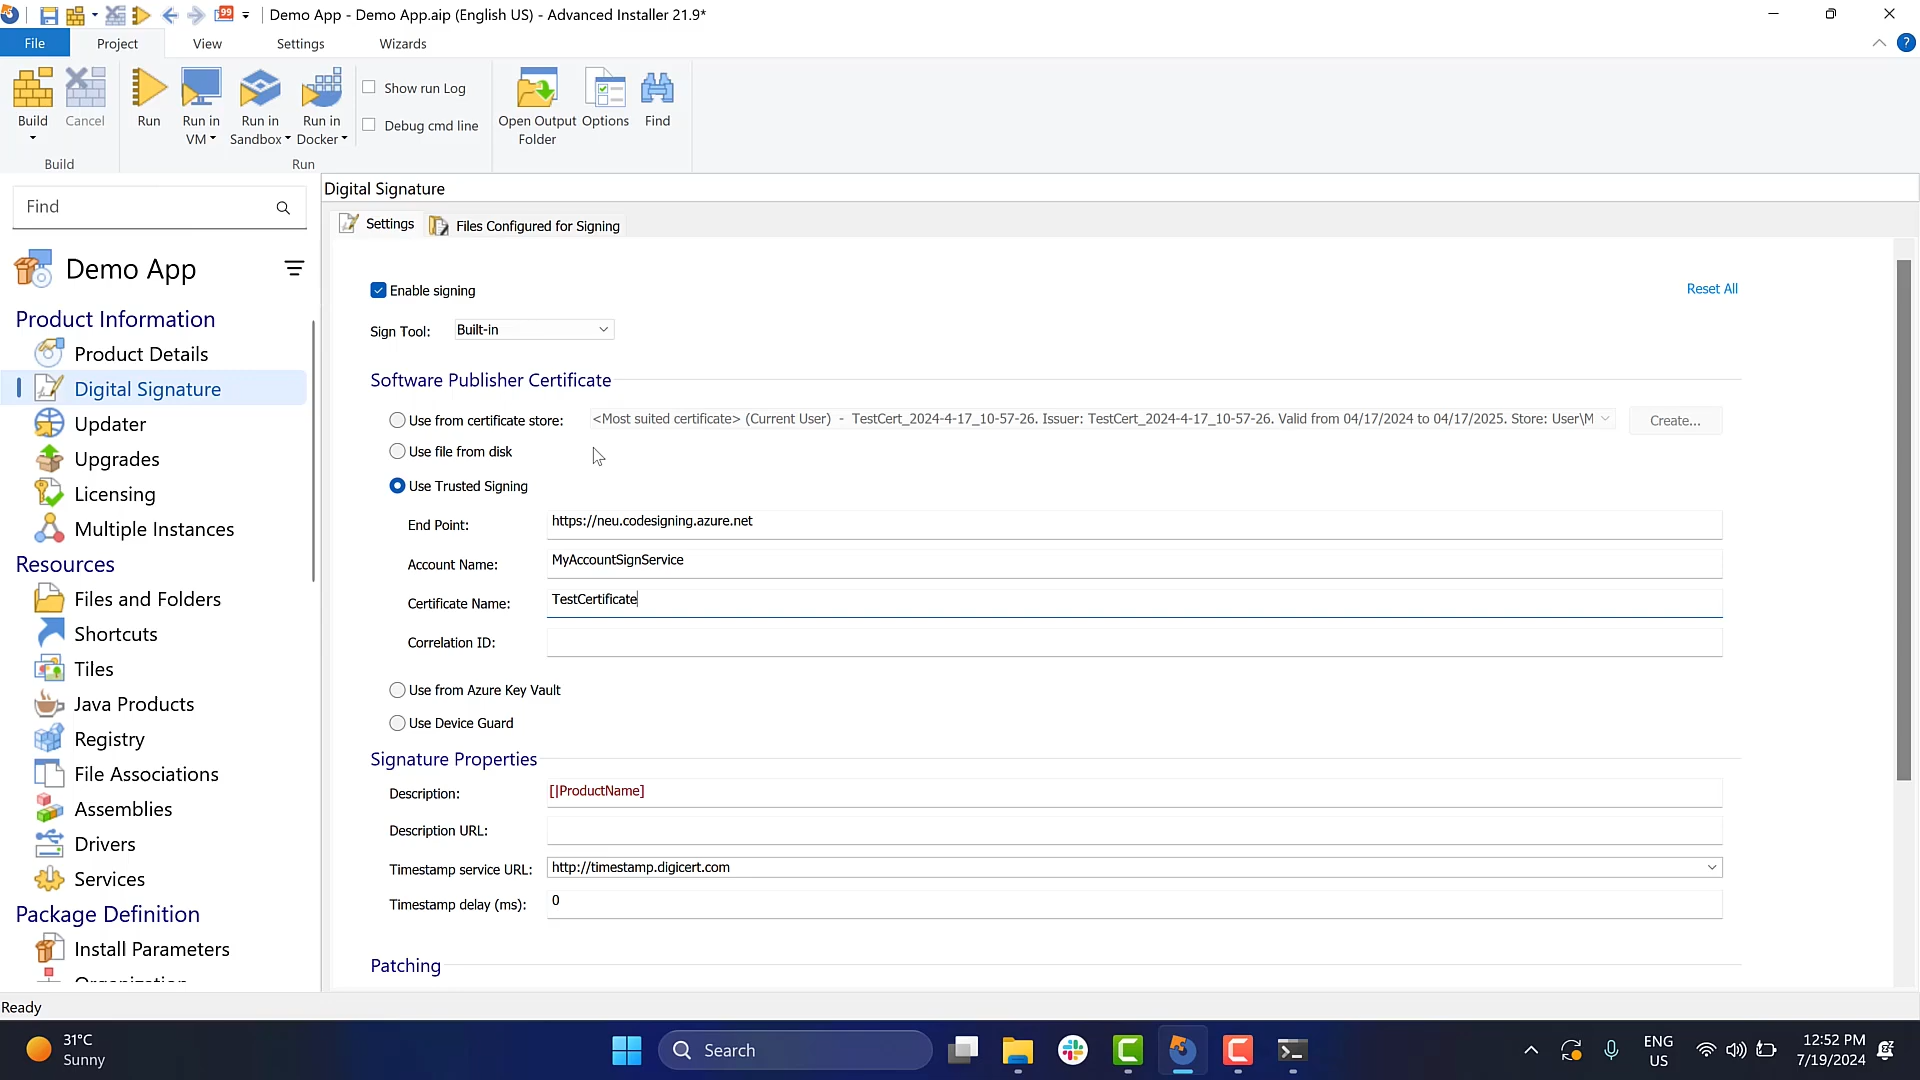 99
Demo App - Demo App.aip (English US) - Advanced Installer 21.9*
File
Project
View
Settings
Wizards
?
Build
Cancel
Run
Run in
VM
Run in
Sandbox
Run in
Docker
Show run Log
Debug cmd line
Open Output
Folder
Options
Find
Build
Run
Find
Demo App
Product Information
Product Details
Digital Signature
Updater
Upgrades
Licensing
Multiple Instances
Resources
Files and Folders
Shortcuts
Tiles
Java Products
Registry
File Associations
Assemblies
Drivers
Services
Package Definition
Install Parameters
Organization
Digital Signature
Settings
Files Configured for Signing
Enable signing
Reset All
Sign Tool:
Built-in
Software Publisher Certificate
Use from certificate store:
<Most suited certificate> (Current User) - TestCert_2024-4-17_10-57-26. Issuer: TestCert_2024-4-17_10-57-26. Valid from 04/17/2024 to 04/17/2025. Store: User\M
Create...
Use file from disk
Use Trusted Signing
End Point:
https://neu.codesigning.azure.net
Account Name:
MyAccountSignService
Certificate Name:
TestCertificate
Correlation ID:
Use from Azure Key Vault
Use Device Guard
Signature Properties
Description:
[|ProductName]
Description URL:
Timestamp service URL:
http://timestamp.digicert.com
Timestamp delay (ms):
0
Patching
Ready
31°C
Sunny
Search
ENG
US
12:52 PM
7/19/2024